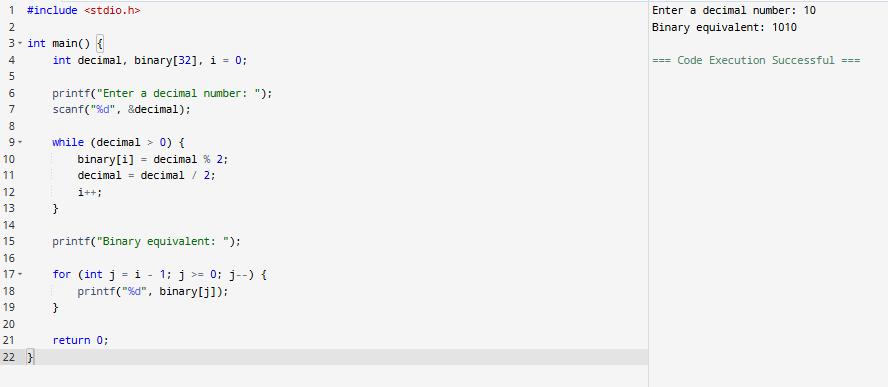 1 #include <stdio.h>
2
3 int main() {
4     int decimal, binary[32], i = 0;
5
6     printf("Enter a decimal number: ");
7     scanf("%d", &decimal);
8
9     while (decimal > 0) {
10         binary[i] = decimal % 2;
11         decimal = decimal / 2;
12         i++;
13     }
14
15     printf("Binary equivalent: ");
16
17     for (int j = i - 1; j >= 0; j--) {
18         printf("%d", binary[j]);
19     }
20
21     return 0;
22 }
Enter a decimal number: 10
Binary equivalent: 1010
=== Code Execution Successful ===